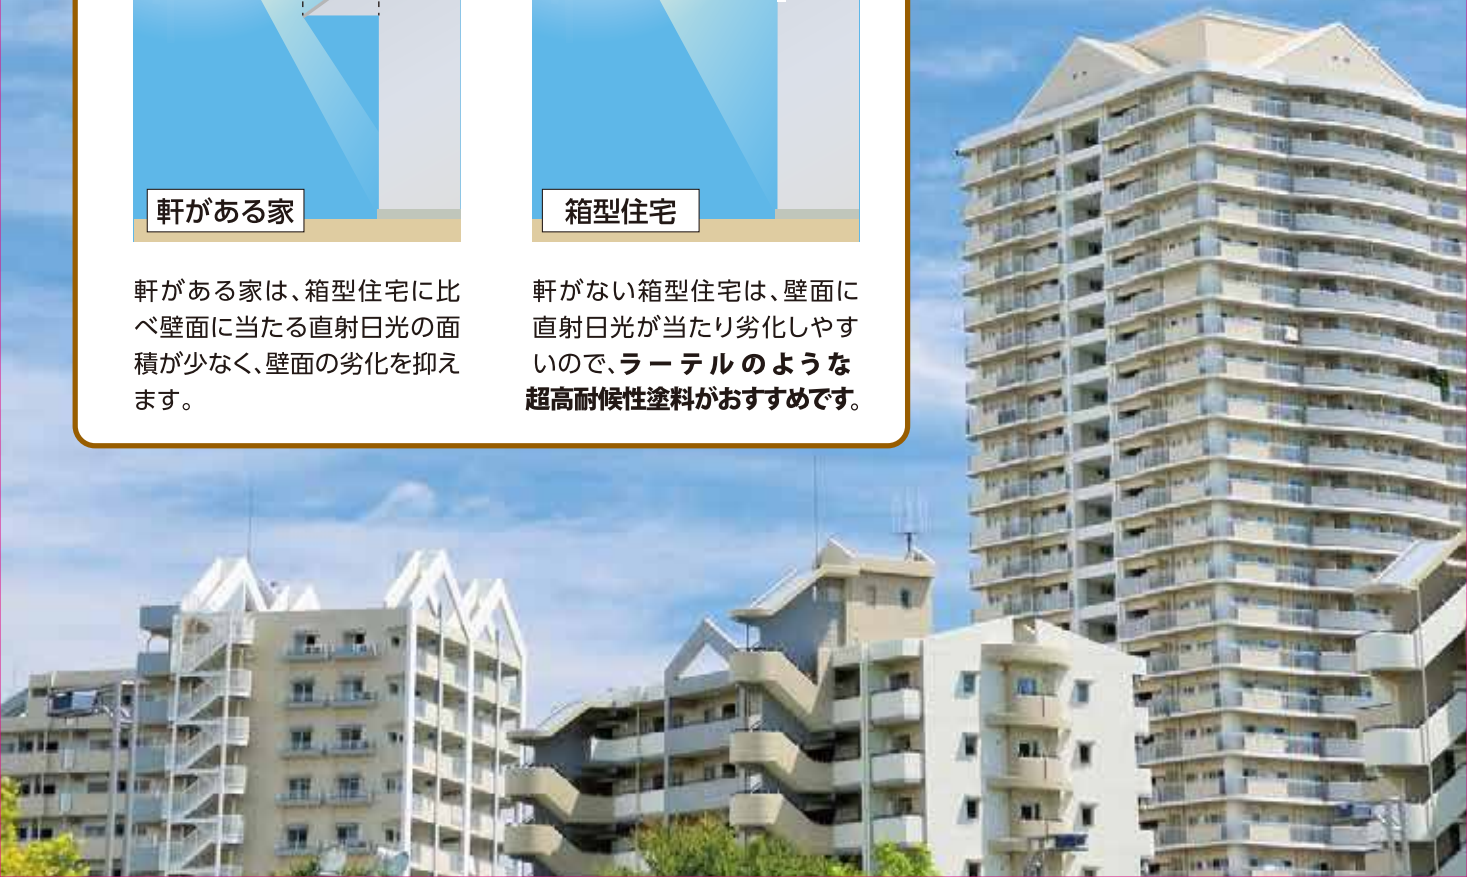 軒がある家
軒がある家は、箱型住宅に比
べ壁面に当たる直射日光の面
積が少なく、壁面の劣化を抑え
ます。
箱型住宅
軒がない箱型住宅は、壁面に
直射日光が当たり劣化しやす
いので、ラーテルのような
超高耐候性塗料がおすすめです。